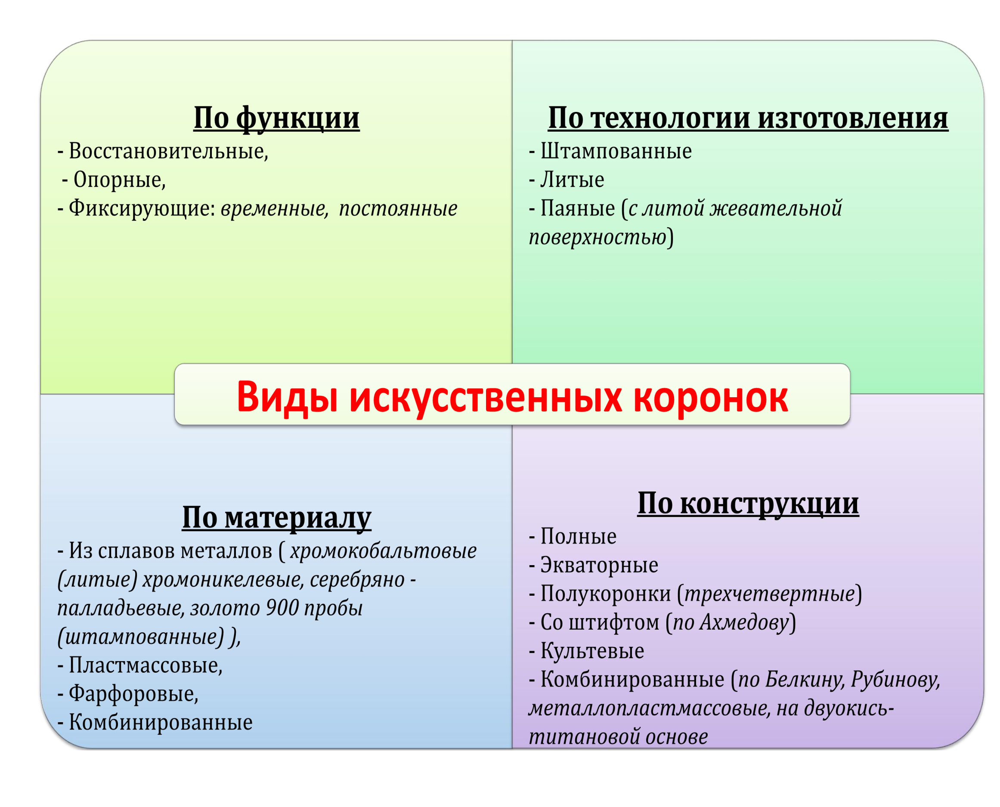 По функции
- Восстановительные,
- Опорные,
- Фиксирующие: временные, постоянные
По технологии изготовления
- Штампованные
- Литые
- Паяные (с литой жевательной
поверхностью)
Виды искусственных коронок
По материалу
- Из сплавов металлов ( хромокобальтовые
(литые) хромоникелевые, серебряно -
палладьевые, золото 900 пробы
(штампованные) ),
- Пластмассовые,
- Фарфоровые,
- Комбинированные
По конструкции
- Полные
- Экваторные
- Полукоронки (трехчетвертные)
- Со штифтом (по Ахмедову)
- Культевые
- Комбинированные (по Белкину, Рубинову,
металлопластмассовые, на двуокись-
титановой основе